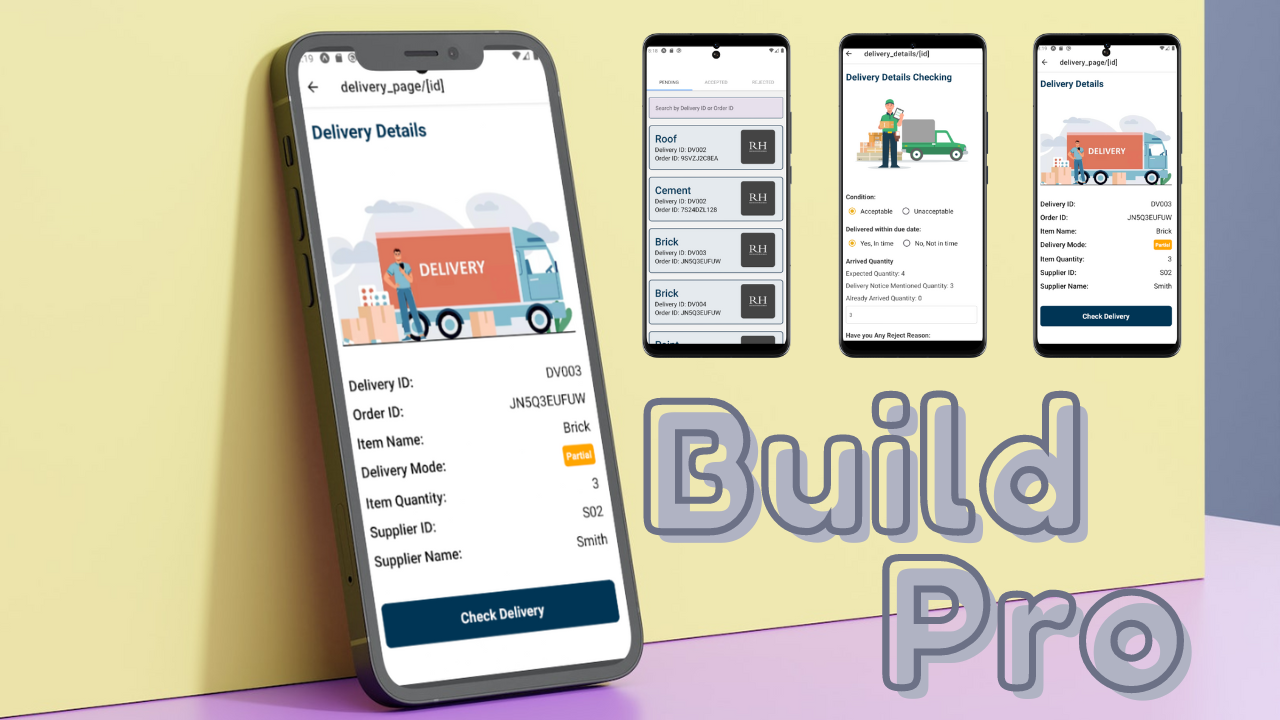 :19
delivery_page/[id]
Delivery Details
DELIVERY
Delivery ID: DV003
Order ID: JN5Q3EUFUW
Item Name: Brick
Delivery Mode: Partial
Item Quantity: 3
Supplier ID: S02
Supplier Name: Smith
Check Delivery
PENDING ACCEPTED REJECTED
Search by Delivery ID or Order ID
Roof
Delivery ID: DV002
Order ID: 9SVZJ2C8EA
RH
Cement
Delivery ID: DV002
Order ID: 7S24DZL128
RH
Brick
Delivery ID: DV003
Order ID: JN5Q3EUFUW
RH
Brick
Delivery ID: DV004
Order ID: JN5Q3EUFUW
RH
delivery_details/[id]
Delivery Details Checking
Condition:
Acceptable Unacceptable
Delivered within due date:
Yes, In time No, Not in time
Arrived Quantity
Expected Quantity: 4
Delivery Notice Mentioned Quantity: 3
Already Arrived Quantity: 0
3
Have you Any Reject Reason:
delivery_page/[id]
Delivery Details
DELIVERY
Delivery ID: DV003
Order ID: JN5Q3EUFUW
Item Name: Brick
Delivery Mode: Partial
Item Quantity: 3
Supplier ID: S02
Supplier Name: Smith
Check Delivery
Build
Pro